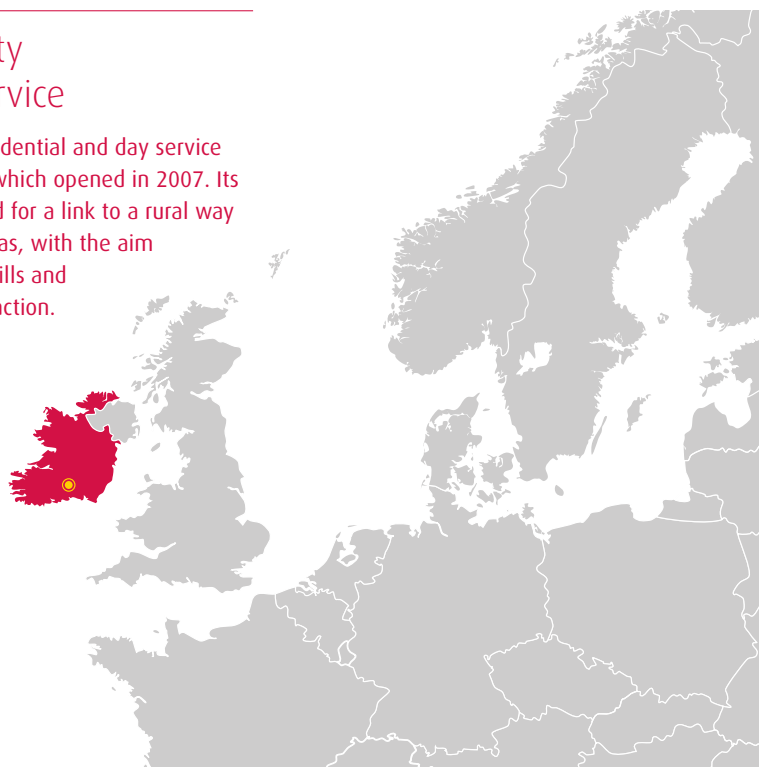 ty
rvice
dential and day service
which opened in 2007. Its
d for a link to a rural way
as, with the aim
ills and
action.